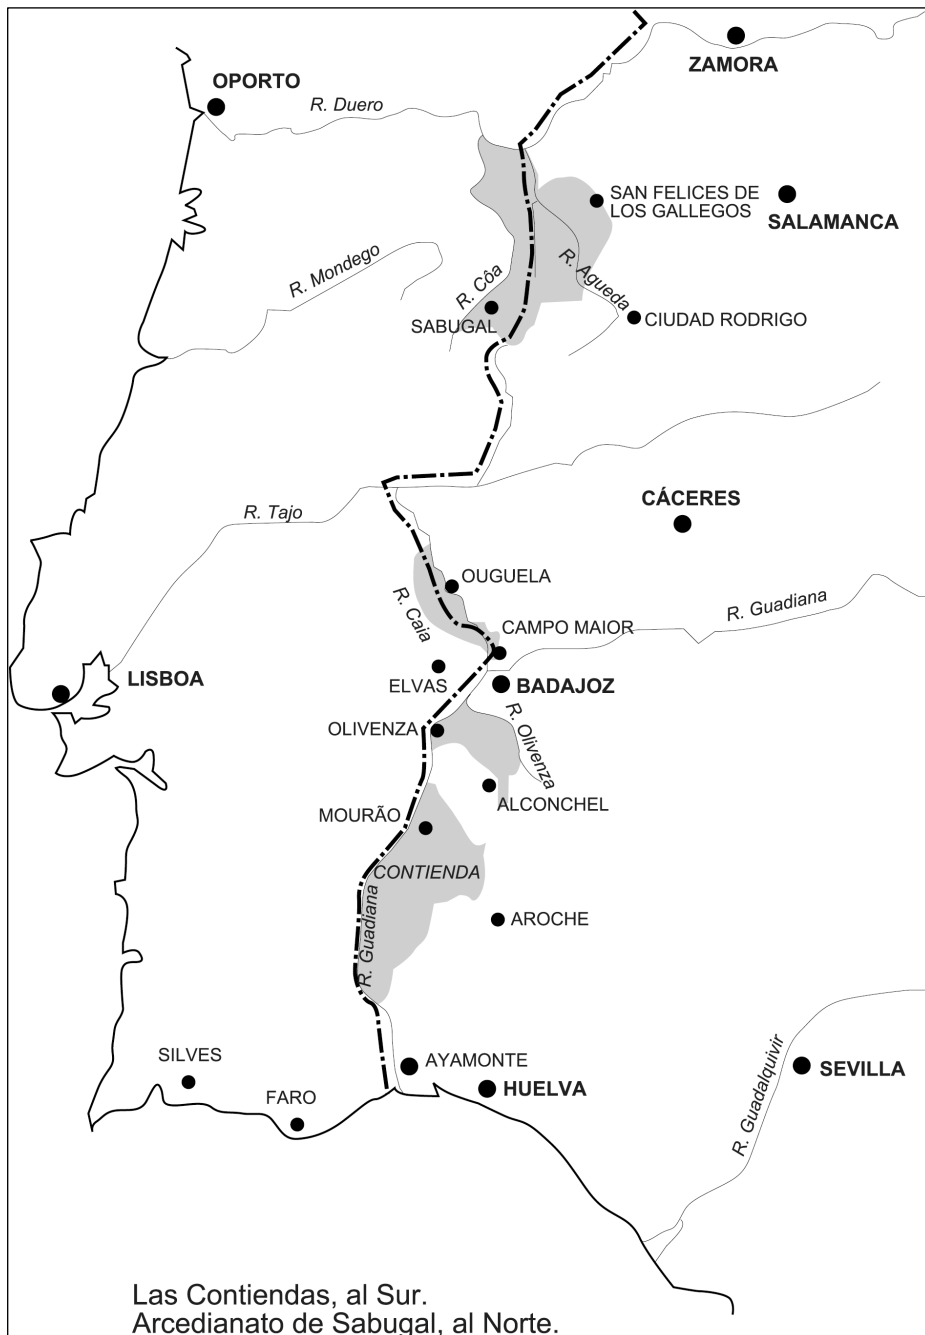 ZAMORA
OPORTO
R. Duero
SAN FELICES DE
LOS GALLEGOS
SALAMANCA
R. Mondego
R. Côa
R. Agueda
SABUGAL
CIUDAD RODRIGO
CÁCERES
R. Tajo
OUGUELA
R. Caia
R. Guadiana
CAMPO MAIOR
LISBOA
ELVAS
BADAJOZ
OLIVENZA
R. Olivenza
ALCONCHEL
MOURÃO
CONTIENDA
R. Guadiana
AROCHE
SILVES
AYAMONTE
SEVILLA
HUELVA
FARO
R. Guadalquivir
Las Contiendas, al Sur.
Arcedianato de Sabugal, al Norte.